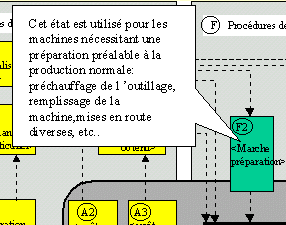 Cet état est utilisé pour les
machines nécessitant une
préparation préalable à la
production normale:
préchauffage de l 'outillage,
remplissage de la
machine,mises en route
diverses, etc..
F Procédures de
F2
<Marche
préparation>
A2
A3